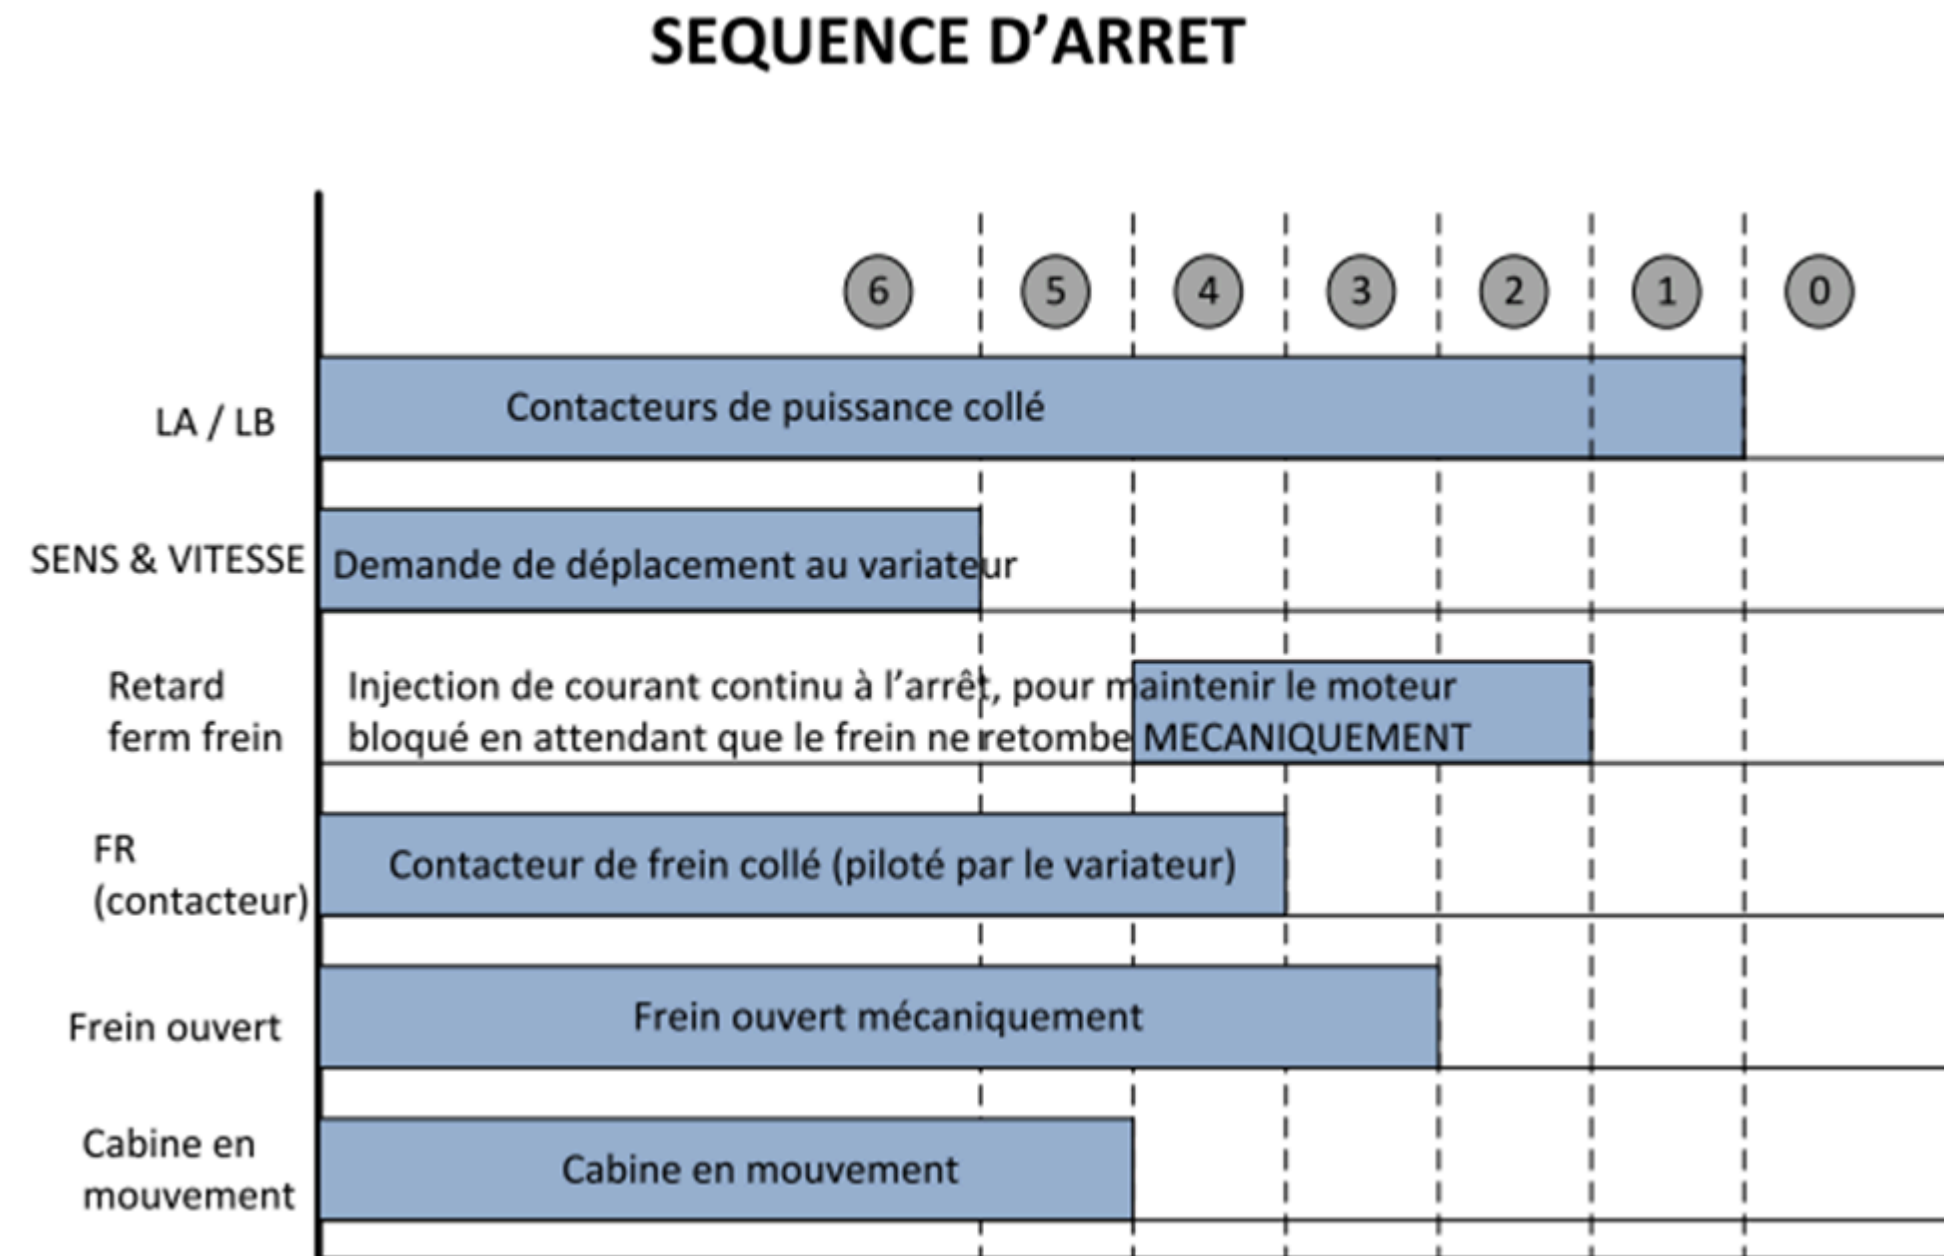 SEQUENCE D’ARRET
6 5 4 3 2 1 0
LA / LB
Contacteurs de puissance collé
SENS & VITESSE
Demande de déplacement au variateur
Retard
ferm frein
Injection de courant continu à l’arrêt, pour maintenir le moteur
bloqué en attendant que le frein ne retombe MECANIQUEMENT
FR
(contacteur)
Contacteur de frein collé (piloté par le variateur)
Frein ouvert
Frein ouvert mécaniquement
Cabine en
mouvement
Cabine en mouvement